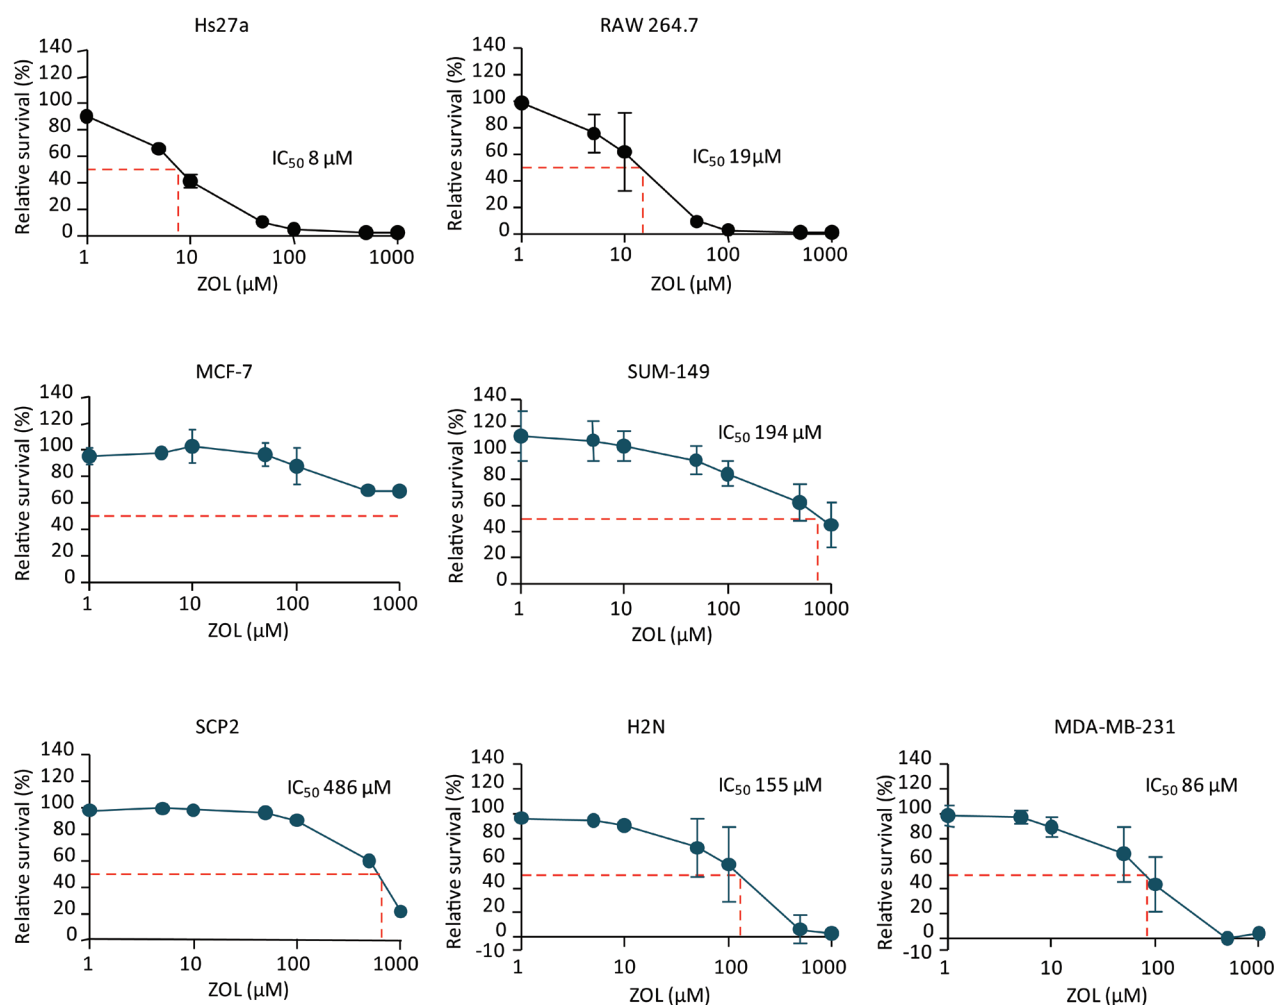 Hs27a
Relative survival (%)
140
120
100
80
60
40
20
0
IC50 8 µM
1 10 100 1000
ZOL (µM)
RAW 264.7
Relative survival (%)
140
120
100
80
60
40
20
0
IC50 19µM
1 10 100 1000
ZOL (µM)
MCF-7
Relative survival (%)
140
120
100
80
60
40
20
0
1 10 100 1000
ZOL (µM)
SUM-149
Relative survival (%)
140
120
100
80
60
40
20
0
IC50 194 µM
1 10 100 1000
ZOL (µM)
SCP2
Relative survival (%)
140
120
100
80
60
40
20
0
IC50 486 µM
1 10 100 1000
ZOL (µM)
H2N
Relative survival (%)
140
120
100
80
60
40
20
0
-10
IC50 155 µM
1 10 100 1000
ZOL (µM)
MDA-MB-231
Relative survival (%)
140
120
100
80
60
40
20
0
-10
IC50 86 µM
1 10 100 1000
ZOL (µM)